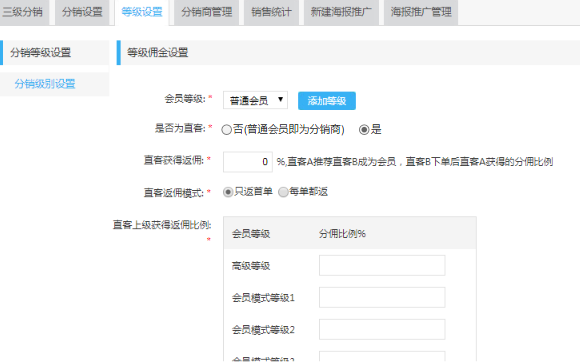 三级分销 分销设置 等级设置 分销商管理 销售统计 新建海报推广 海报推广管理
分销等级设置
分销级别设置
等级佣金设置
会员等级: * 普通会员 添加等级
是否为直客: * 否(普通会员即为分销商) 是
直客获得返佣: * 0 %,直客A推荐直客B成为会员，直客B下单后直客A获得的分佣比例
直客返佣模式: * 只返首单 每单都返
直客上级获得返佣比例:
*
会员等级 分佣比例%
高级等级
会员模式等级1
会员模式等级2